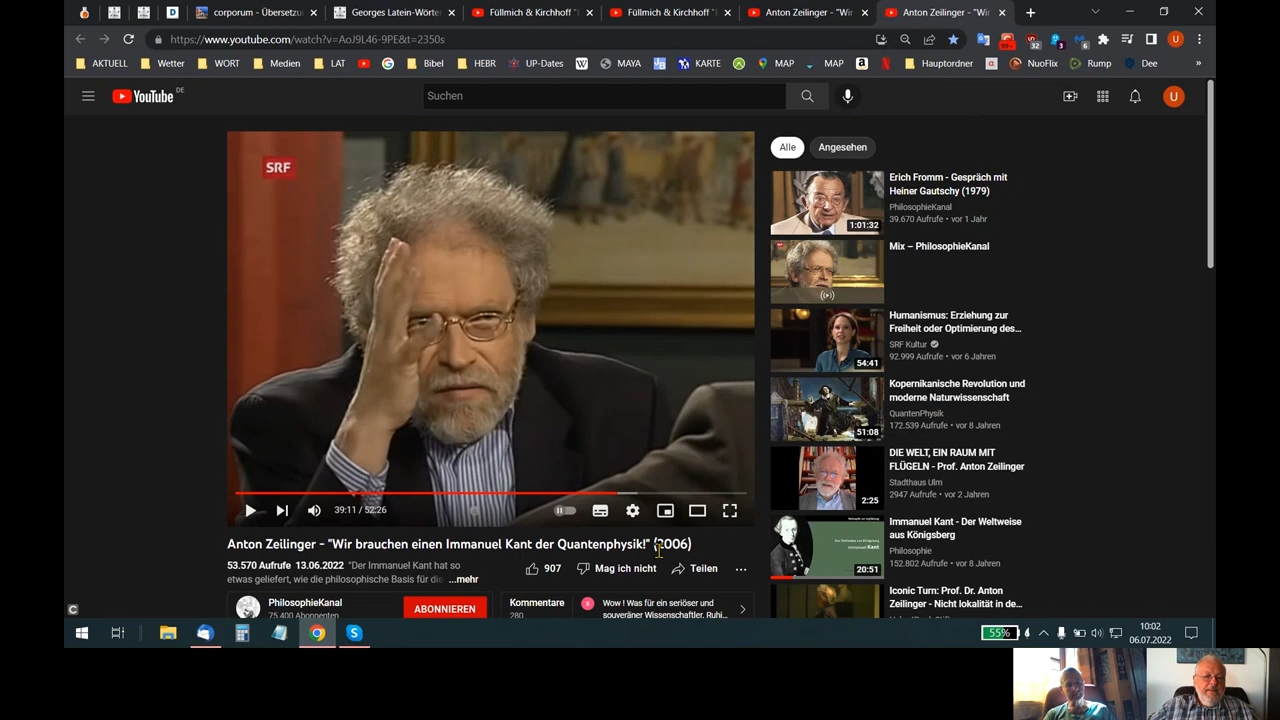 corporum - Übersetzu
Georges Latein-Wörte
Füllmich & Kirchhoff "
Füllmich & Kirchhoff "
Anton Zeilinger - "Wir
Anton Zeilinger - "Wi
https://www.youtube.com/watch?v=AoJ9L46-9PE&t=2350s
AKTUELL Wetter WORT Medien LAT Bibel HEBR UP-Dates MAYA KARTE MAP MAP Hauptordner NuoFlix Rump Dee »
YouTube DE
Suchen
U
SRF
39:11 / 52:26
Anton Zeilinger - "Wir brauchen einen Immanuel Kant der Quantenphysik!" (2006)
53.570 Aufrufe 13.06.2022 "Der Immanuel Kant hat so
etwas geliefert, wie die philosophische Basis für die ...mehr
907 Mag ich nicht Teilen ...
PhilosophieKanal
75.400 Abonnenten
ABONNIEREN
Kommentare
280
Wow ! Was für ein seriöser und
souveräner Wissenschaftler. Ruhi...
Alle Angesehen
Erich Fromm - Gespräch mit
Heiner Gautschy (1979)
PhilosophieKanal
39.670 Aufrufe • vor 1 Jahr
1:01:32
Mix – PhilosophieKanal
Humanismus: Erziehung zur
Freiheit oder Optimierung des...
SRF Kultur
92.999 Aufrufe • vor 6 Jahren
54:41
Kopernikanische Revolution und
moderne Naturwissenschaft
QuantenPhysik
172.539 Aufrufe • vor 8 Jahren
51:08
DIE WELT, EIN RAUM MIT
FLÜGELN - Prof. Anton Zeilinger
Stadthaus Ulm
2947 Aufrufe • vor 2 Jahren
2:25
Immanuel Kant - Der Weltweise
aus Königsberg
Philosophie
152.802 Aufrufe • vor 8 Jahren
20:51
Iconic Turn: Prof. Dr. Anton
Zeilinger - Nicht lokalität in de...
55%
10:02
06.07.2022